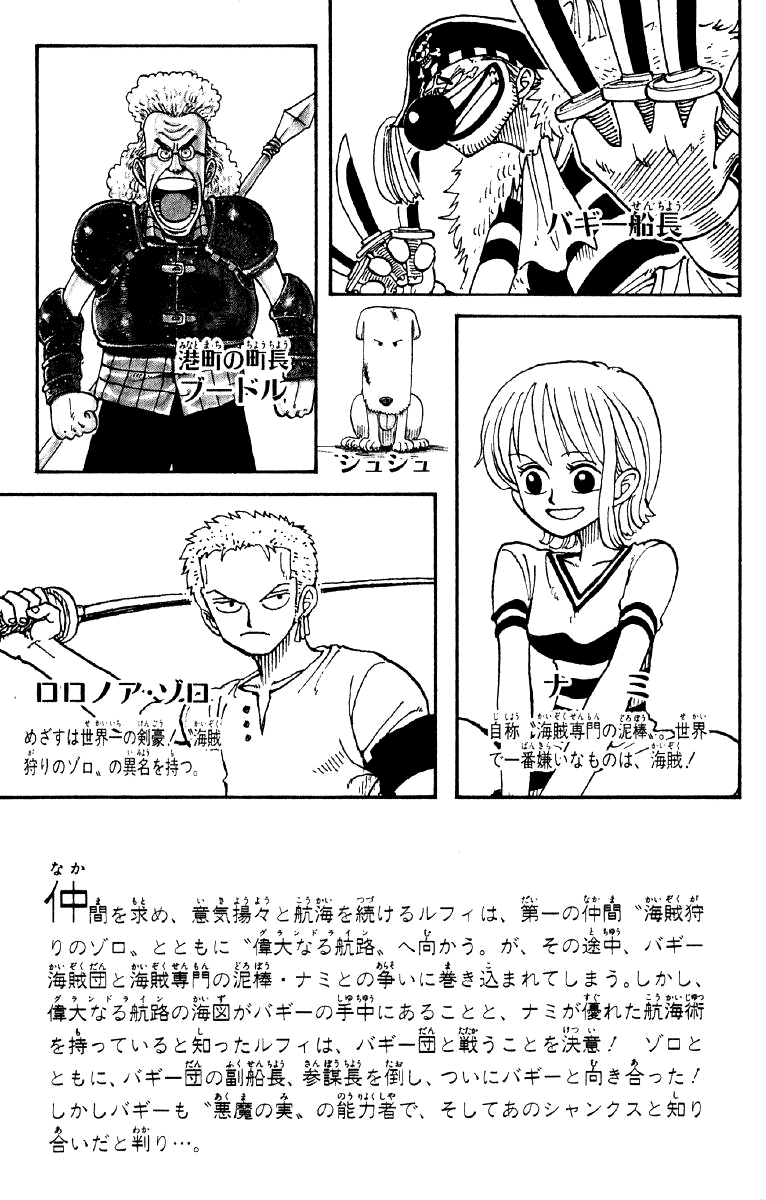 バギー船長
港町の町長
ブードル
シュシュ
ナミ
自称〝海賊専門の泥棒〟。世界
で一番嫌いなものは、海賊!
ロロノア・ゾロ
めざすは世界一の剣豪!〝海賊
狩りのゾロ〟の異名を持つ。
仲間を求め、意気揚々と航海を続けるルフィは、第一の仲間〝海賊狩
りのゾロ〟とともに〝偉大なる航路〟へ向かう。が、その途中、バギー
海賊団と海賊専門の泥棒・ナミとの争いに巻き込まれてしまう。しかし、
偉大なる航路の海図がバギーの手中にあることと、ナミが優れた航海術
を持っていると知ったルフィは、バギー団と戦うことを決意! ゾロと
ともに、バギー団の副船長、参謀長を倒し、ついにバギーと向き合った!
しかしバギーも〝悪魔の実〟の能力者で、そしてあのシャンクスと知り
合いだと判り…。